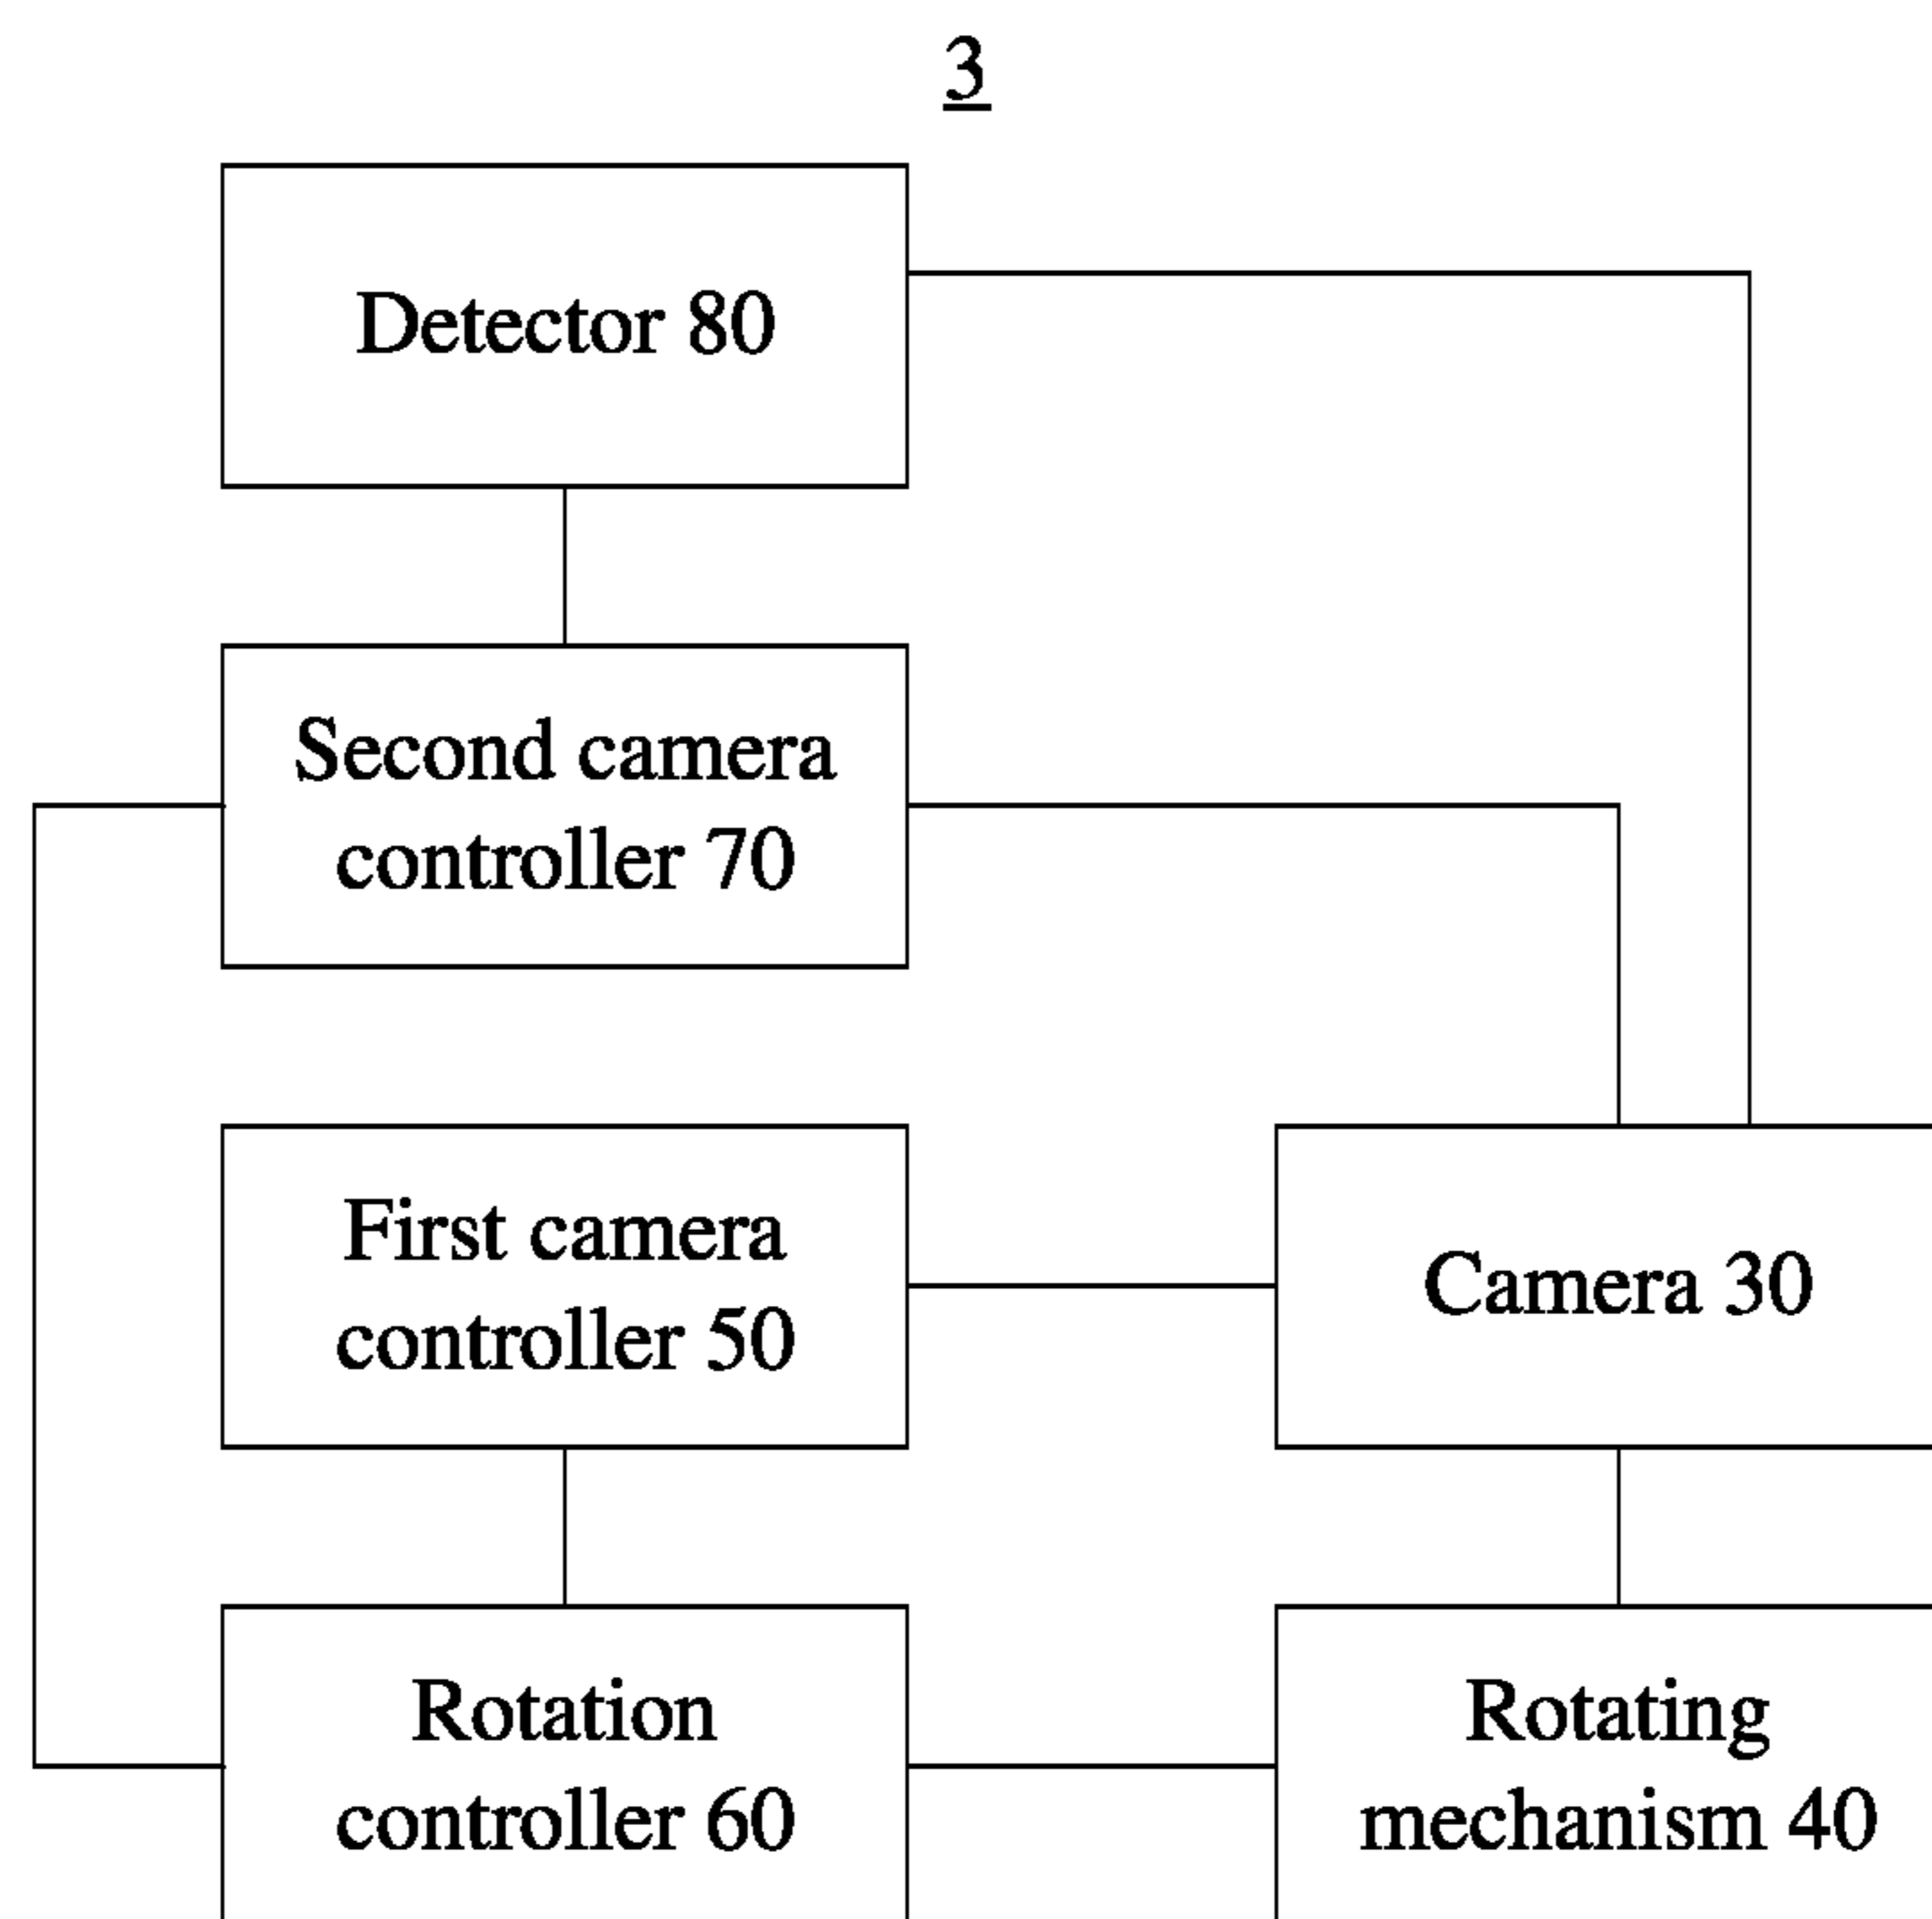 3
Detector 80
Second camera
controller 70
First camera
controller 50
Camera 30
Rotation
controller 60
Rotating
mechanism 40